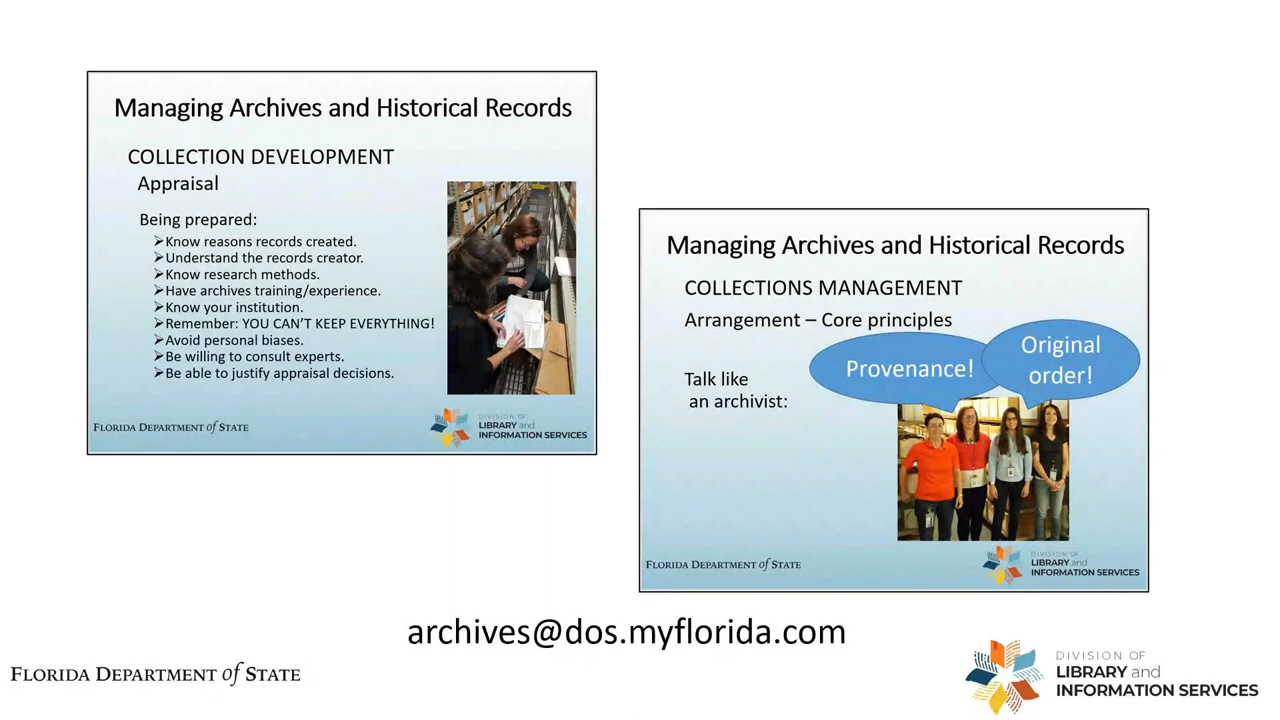 Managing Archives and Historical Records
COLLECTION DEVELOPMENT
Appraisal
Being prepared:
➢Know reasons records created.
➢Understand the records creator.
➢Know research methods.
➢Have archives training/experience.
➢Know your institution.
➢Remember: YOU CAN'T KEEP EVERYTHING!
➢Avoid personal biases.
➢Be willing to consult experts.
➢Be able to justify appraisal decisions.
FLORIDA DEPARTMENT of STATE
DIVISION OF
LIBRARY and
INFORMATION SERVICES
Managing Archives and Historical Records
COLLECTIONS MANAGEMENT
Arrangement – Core principles
Provenance!
Original
order!
Talk like
an archivist:
FLORIDA DEPARTMENT of STATE
DIVISION OF
LIBRARY and
INFORMATION SERVICES
archives@dos.myflorida.com
FLORIDA DEPARTMENT of STATE
DIVISION OF
LIBRARY and
INFORMATION SERVICES